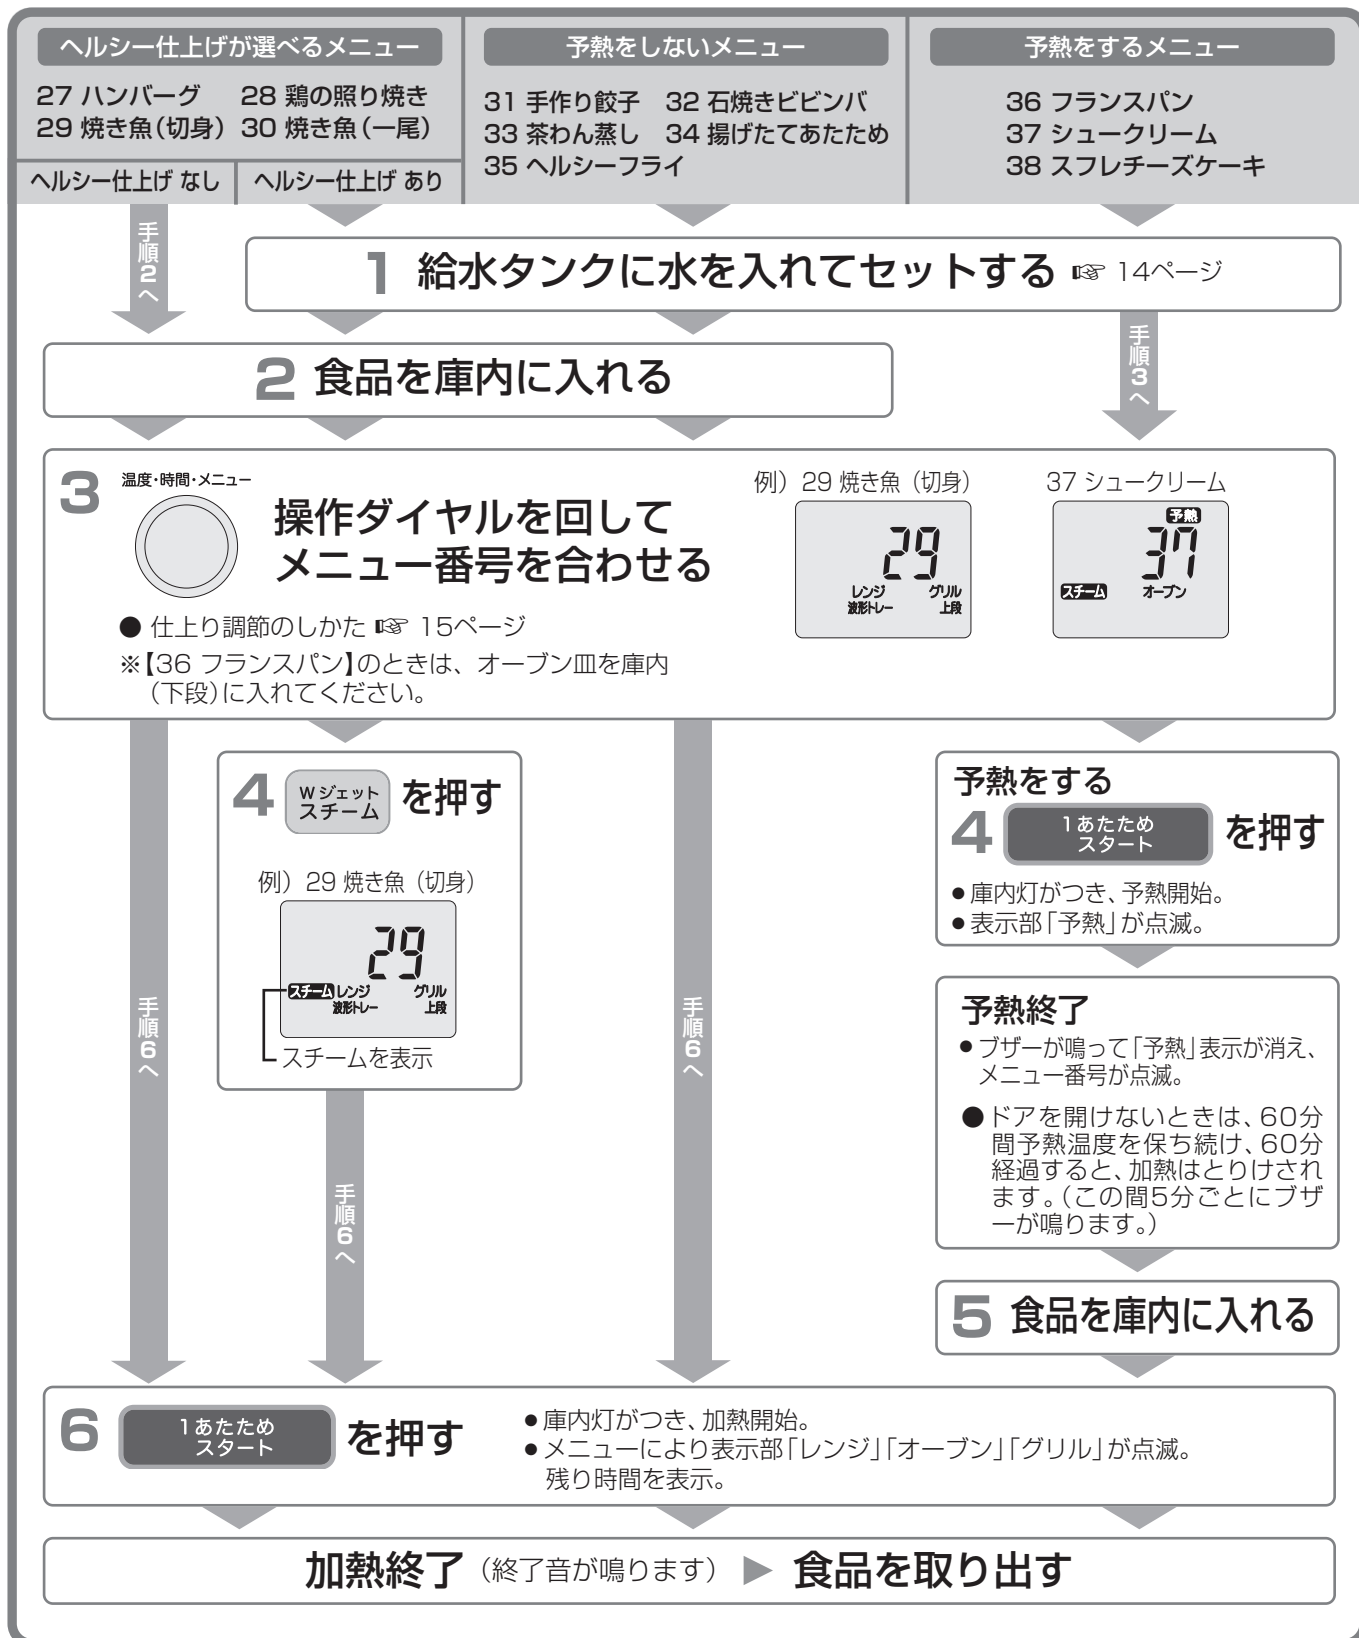 ヘルシー仕上げが選べるメニュー
27 ハンバーグ 28 鶏の照り焼き
29 焼き魚(切身) 30 焼き魚(一尾)
ヘルシー仕上げ なし
ヘルシー仕上げ あり
予熱をしないメニュー
31 手作り餃子 32 石焼きビビンバ
33 茶わん蒸し 34 揚げたてあたため
35 ヘルシーフライ
予熱をするメニュー
36 フランスパン
37 シュークリーム
38 スフレチーズケーキ
手順2へ
1 給水タンクに水を入れてセットする ☞ 14ページ
手順3へ
2 食品を庫内に入れる
3
温度・時間・メニュー
操作ダイヤルを回して
メニュー番号を合わせる
● 仕上り調節のしかた ☞ 15ページ
※【36 フランスパン】のときは、オーブン皿を庫内
(下段)に入れてください。
例)29 焼き魚(切身)
29
レンジ グリル
波形トレー 上段
37 シュークリーム
予熱
37
スチーム オーブン
手順6へ
4 Wジェット
スチーム を押す
例)29 焼き魚(切身)
29
スチーム レンジ グリル
波形トレー 上段
スチームを表示
手順6へ
手順6へ
予熱をする
4 1あたため
スタート を押す
●庫内灯がつき、予熱開始。
●表示部「予熱」が点滅。
予熱終了
●ブザーが鳴って「予熱」表示が消え、
メニュー番号が点滅。
●ドアを開けないときは、60分
間予熱温度を保ち続け、60分
経過すると、加熱はとりけされ
ます。(この間5分ごとにブザ
ーが鳴ります。)
5 食品を庫内に入れる
6 1あたため
スタート を押す
●庫内灯がつき、加熱開始。
●メニューにより表示部「レンジ」「オーブン」「グリル」が点滅。
残り時間を表示。
加熱終了(終了音が鳴ります) ▶ 食品を取り出す